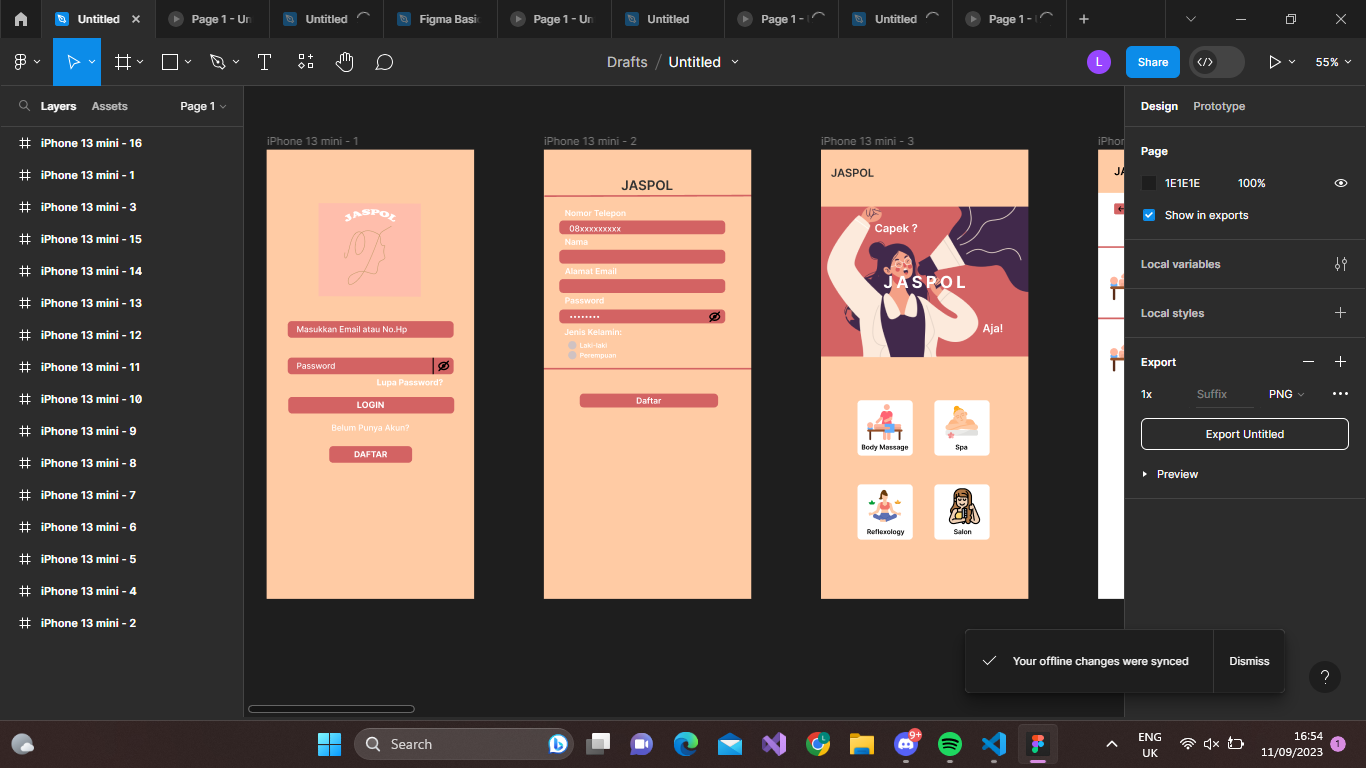 Untitled
Page 1 - Un
Untitled
Figma Basic
Page 1 - Un
Untitled
Page 1 -
Untitled
Page 1 -
Drafts / Untitled
L
Share
55%
Layers
Assets
Page 1
iPhone 13 mini - 16
iPhone 13 mini - 1
iPhone 13 mini - 3
iPhone 13 mini - 15
iPhone 13 mini - 14
iPhone 13 mini - 13
iPhone 13 mini - 12
iPhone 13 mini - 11
iPhone 13 mini - 10
iPhone 13 mini - 9
iPhone 13 mini - 8
iPhone 13 mini - 7
iPhone 13 mini - 6
iPhone 13 mini - 5
iPhone 13 mini - 4
iPhone 13 mini - 2
iPhone 13 mini - 1
JASPOL
Masukkan Email atau No.Hp
Password
Lupa Password?
LOGIN
Belum Punya Akun?
DAFTAR
iPhone 13 mini - 2
JASPOL
Nomor Telepon
08xxxxxxxxx
Nama
Alamat Email
Password
Jenis Kelamin:
Laki-laki
Perempuan
Daftar
iPhone 13 mini - 3
JASPOL
Capek ?
JASPOL
Aja!
Body Massage
Spa
Reflexology
Salon
iPhon
JA
Design
Prototype
Page
1E1E1E
100%
Show in exports
Local variables
Local styles
Export
1x
Suffix
PNG
Export Untitled
Preview
Your offline changes were synced
Dismiss
?
Search
9+
ENG
UK
16:54
11/09/2023
1